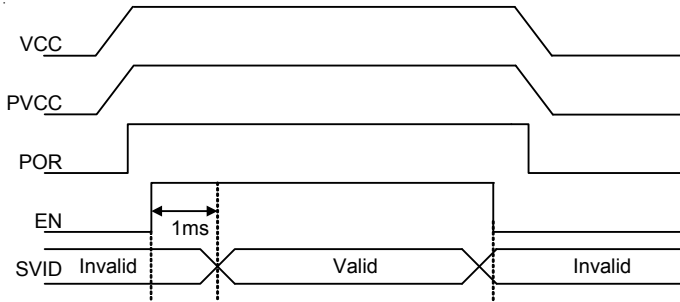 VCC
PVCC
POR
EN
1ms
SVID Invalid Valid Invalid